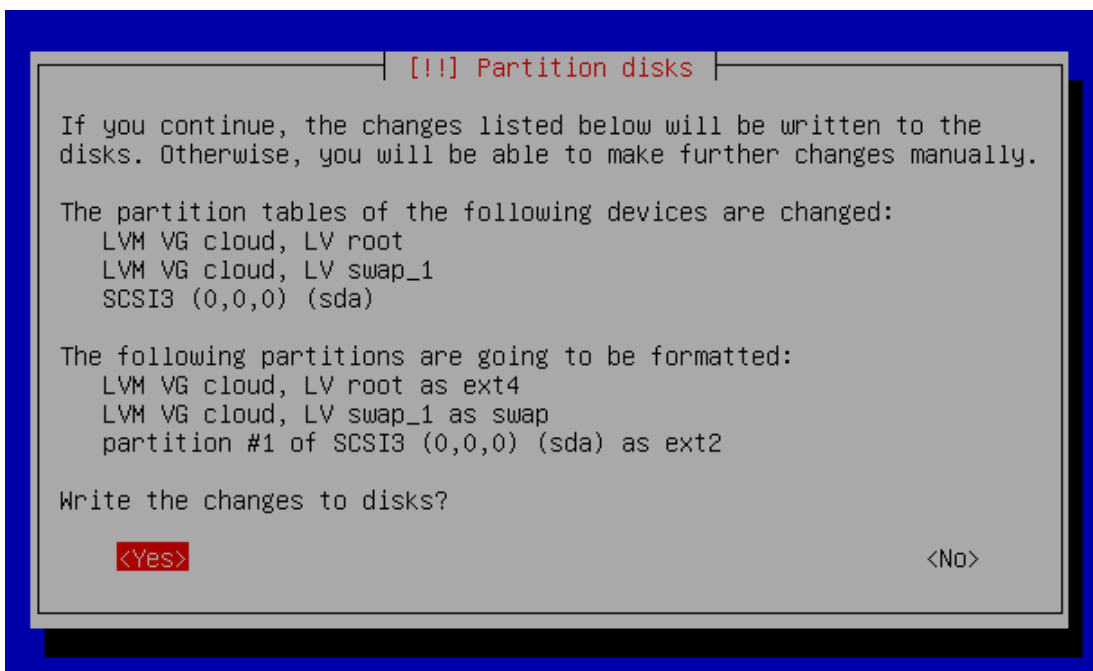 [!!] Partition disks
If you continue, the changes listed below will be written to the
disks. Otherwise, you will be able to make further changes manually.
The partition tables of the following devices are changed:
LVM VG cloud, LV root
LVM VG cloud, LV swap_1
SCSI3 (0,0,0) (sda)
The following partitions are going to be formatted:
LVM VG cloud, LV root as ext4
LVM VG cloud, LV swap_1 as swap
partition #1 of SCSI3 (0,0,0) (sda) as ext2
Write the changes to disks?
<Yes> <No>